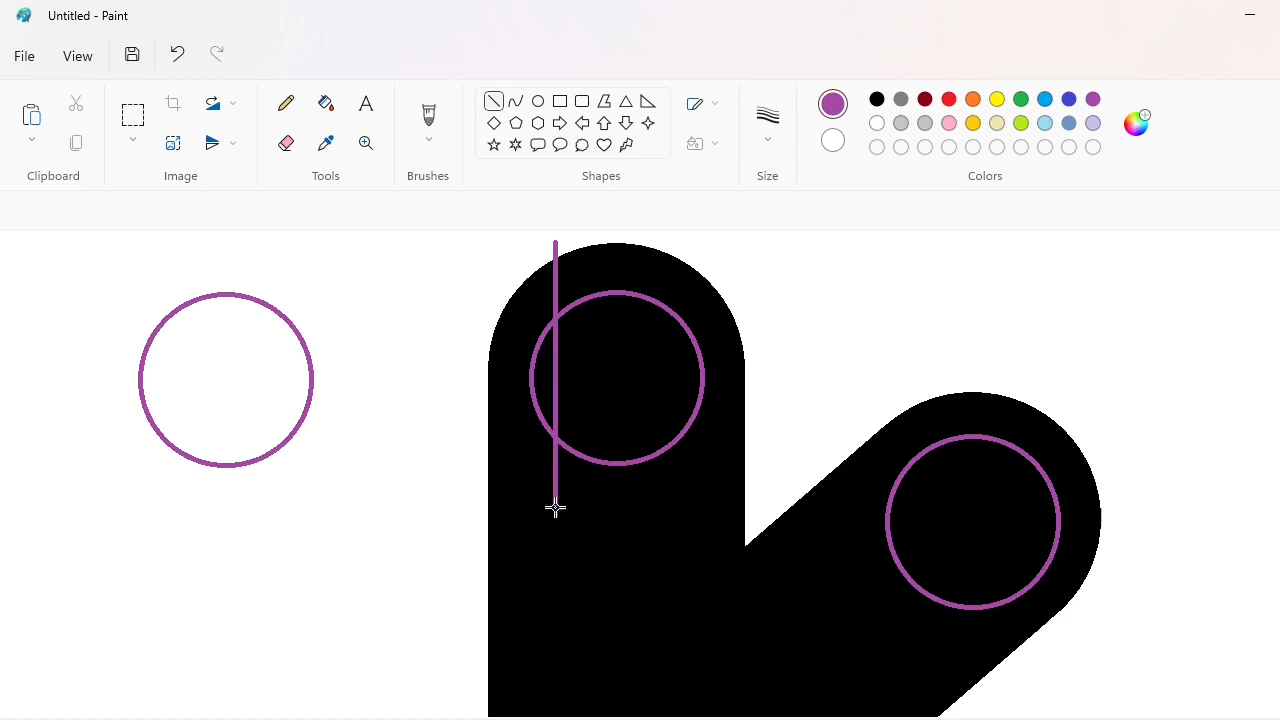 Untitled - Paint
File View
A
Clipboard Image Tools Brushes Shapes Size Colors